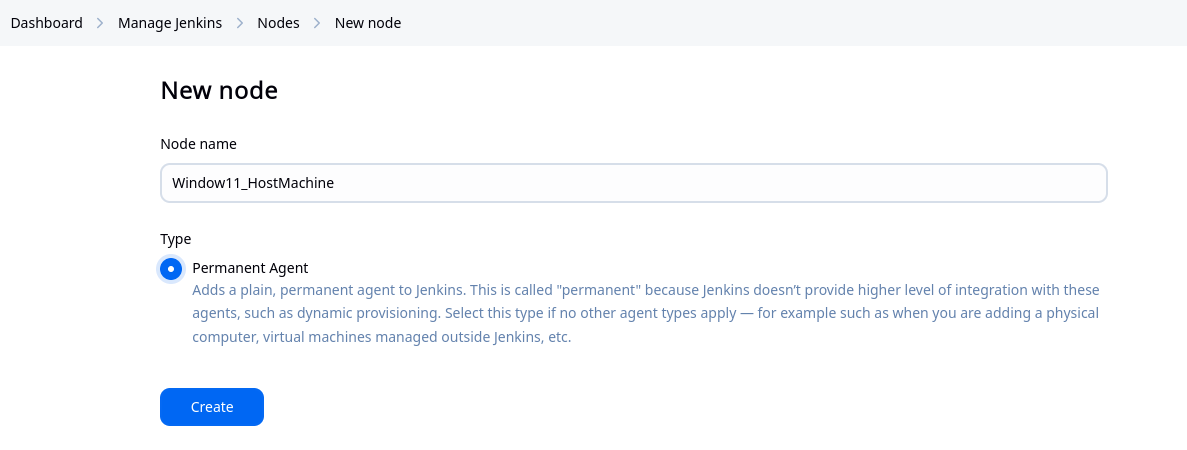 Dashboard > Manage Jenkins > Nodes > New node
New node
Node name
Window11_HostMachine
Type
Permanent Agent
Adds a plain, permanent agent to Jenkins. This is called "permanent" because Jenkins doesn’t provide higher level of integration with these
agents, such as dynamic provisioning. Select this type if no other agent types apply — for example such as when you are adding a physical
computer, virtual machines managed outside Jenkins, etc.
Create